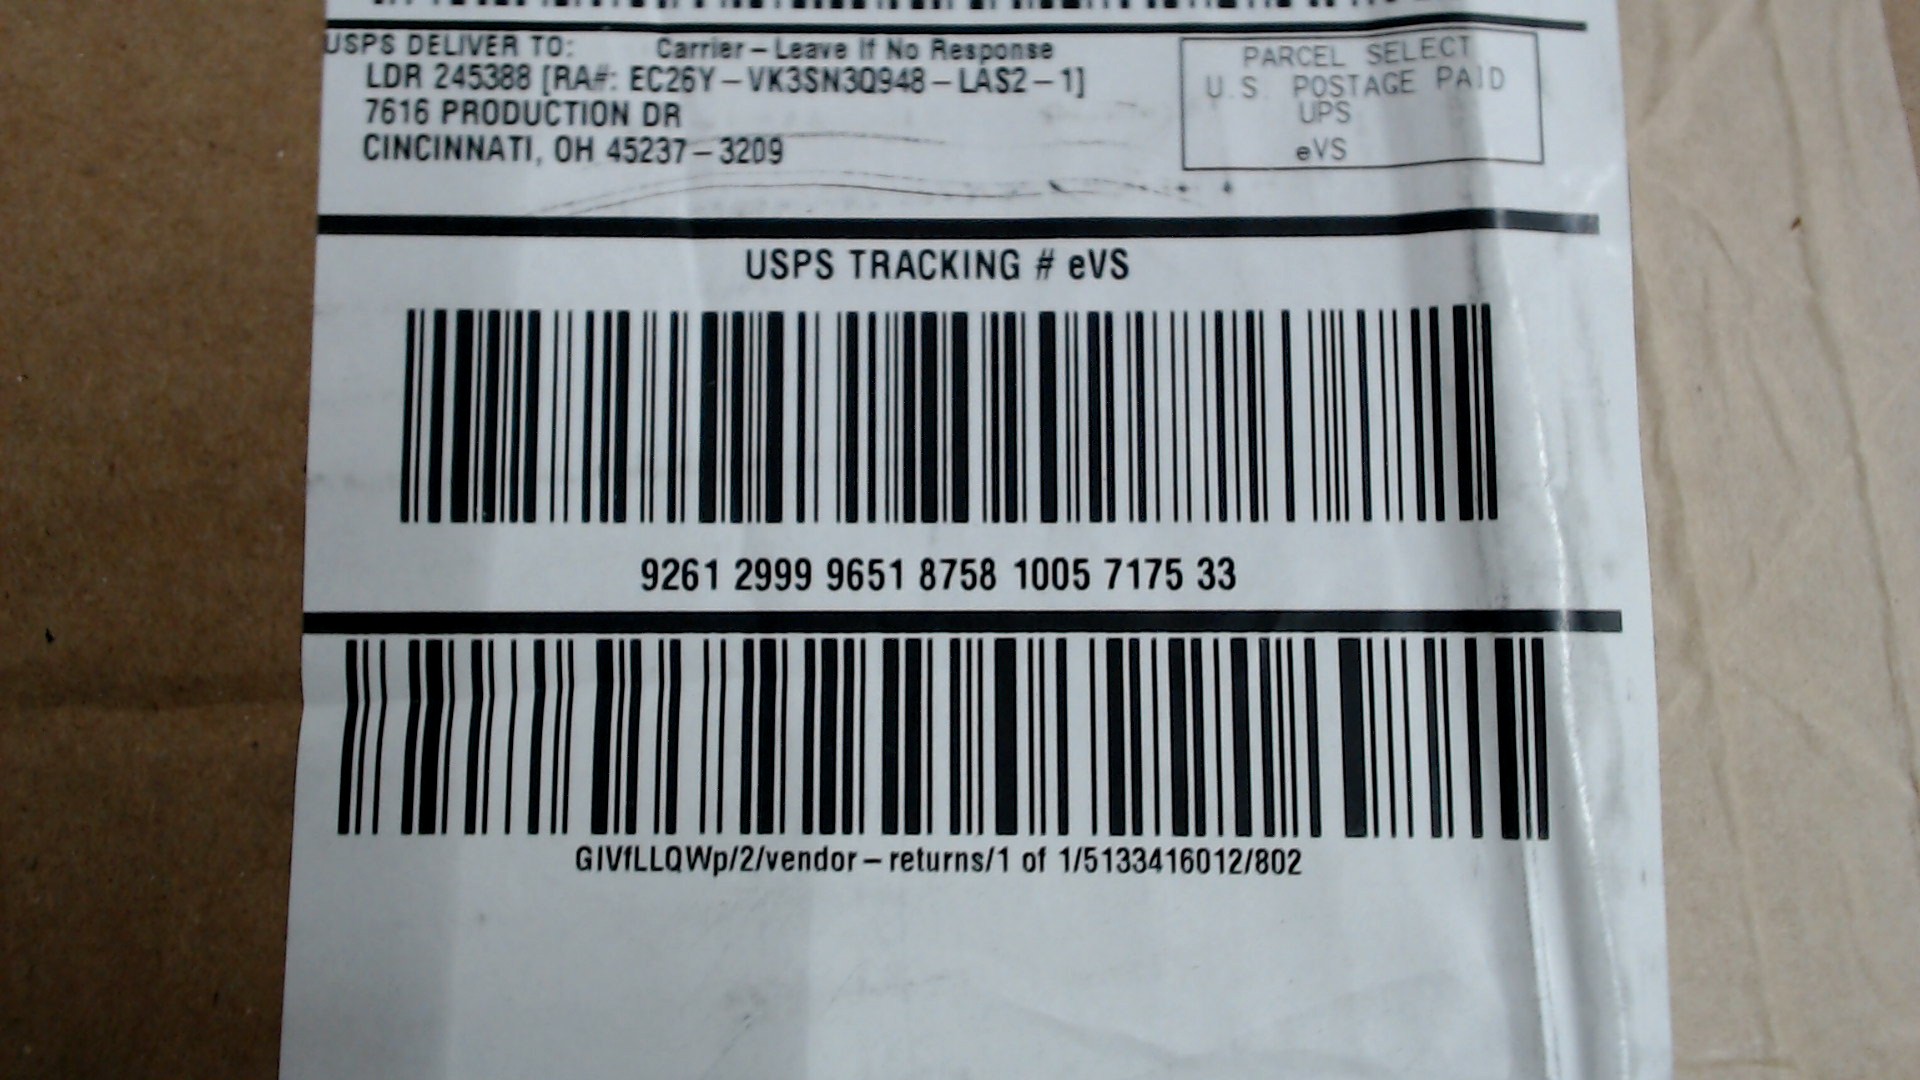 USPS DELIVER TO: Carrier – Leave If No Response
LDR 245388 [RA#: EC26Y – VK3SN3Q948 – LAS2 – 1]
7616 PRODUCTION DR
CINCINNATI, OH 45237 – 3209
PARCEL SELECT
U.S. POSTAGE PAID
UPS
eVS
USPS TRACKING # eVS
9261 2999 9651 8758 1005 7175 33
GIVfLLQWp/2/vendor – returns/1 of 1/5133416012/802